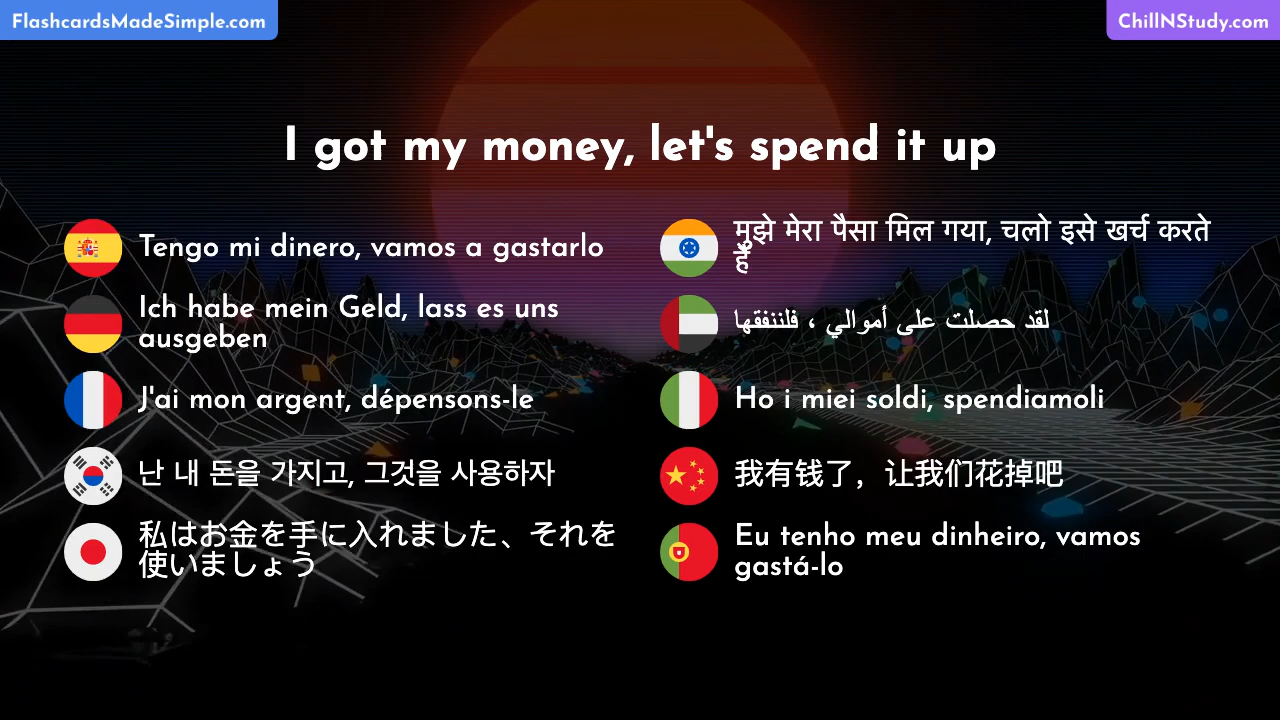 FlashcardsMadeSimple.com
ChillNStudy.com
I got my money, let's spend it up
Tengo mi dinero, vamos a gastarlo
Ich habe mein Geld, lass es uns
ausgeben
J'ai mon argent, dépensons-le
난 내 돈을 가지고, 그것을 사용하자
私はお金を手に入れました、それを
使いましょう
मुझे मेरा पैसा मिल गया, चलो इसे खर्च करते
हैं
لقد حصلت على أموالي ، فلننفقها
Ho i miei soldi, spendiamoli
我有钱了，让我们花掉吧
Eu tenho meu dinheiro, vamos
gastá-lo